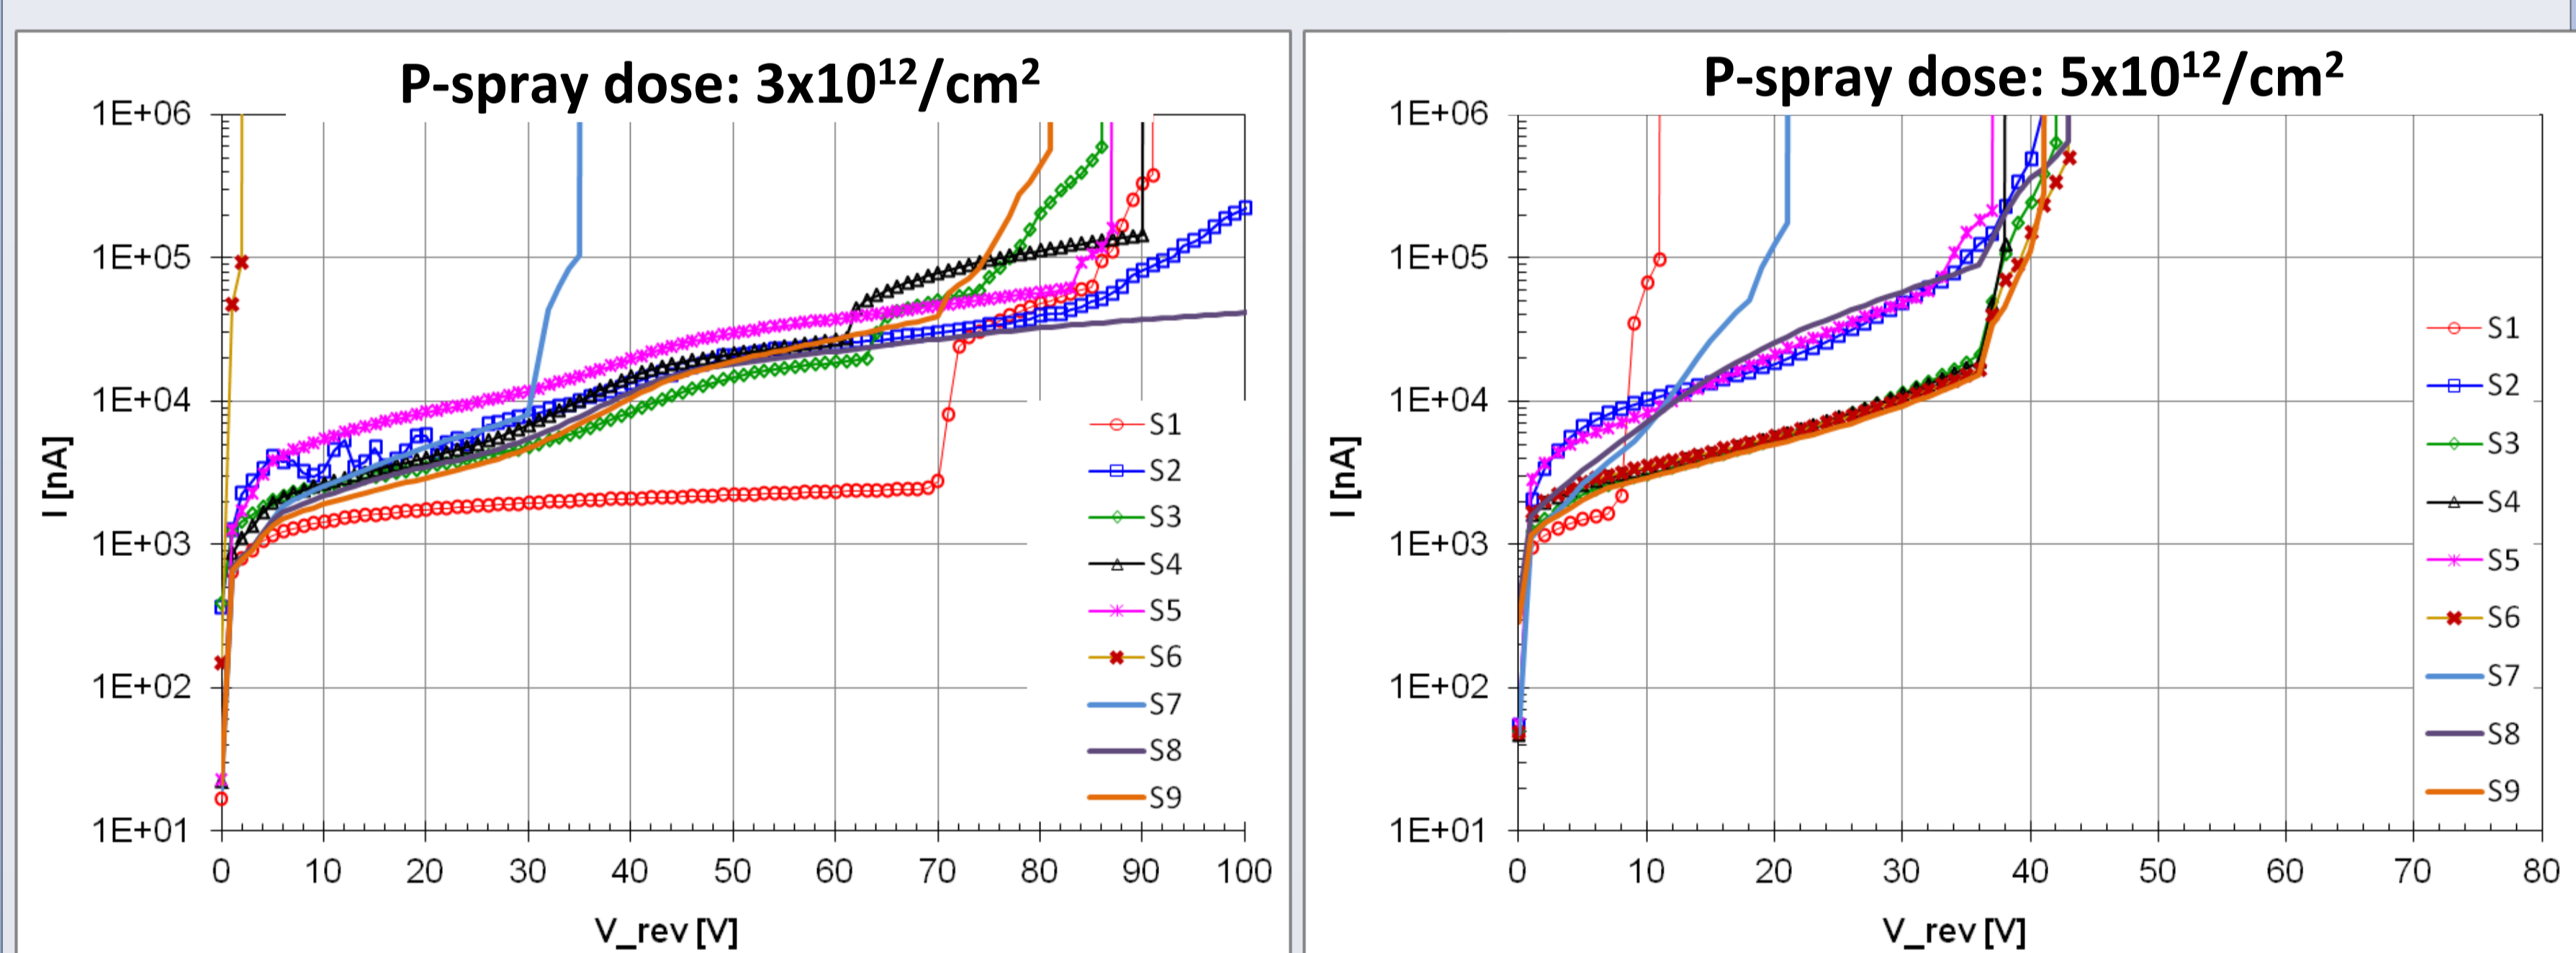 P-spray dose: 3x10¹²/cm²
1E+06
1E+05
1E+04
1E+03
1E+02
1E+01
I [nA]
0 10 20 30 40 50 60 70 80 90 100
V_rev [V]
S1
S2
S3
S4
S5
S6
S7
S8
S9
P-spray dose: 5x10¹²/cm²
1E+06
1E+05
1E+04
1E+03
1E+02
1E+01
I [nA]
0 10 20 30 40 50 60 70 80
V_rev [V]
S1
S2
S3
S4
S5
S6
S7
S8
S9